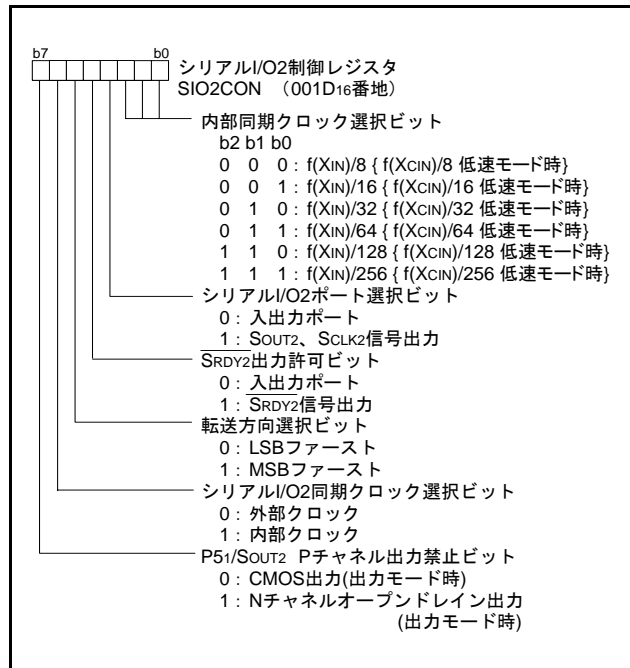 b7 b0
シリアルI/O2制御レジスタ
SIO2CON （001D16番地）
内部同期クロック選択ビット
b2 b1 b0
0 0 0 : f(XIN)/8 { f(XCIN)/8 低速モード時}
0 0 1 : f(XIN)/16 { f(XCIN)/16 低速モード時}
0 1 0 : f(XIN)/32 { f(XCIN)/32 低速モード時}
0 1 1 : f(XIN)/64 { f(XCIN)/64 低速モード時}
1 1 0 : f(XIN)/128 { f(XCIN)/128 低速モード時}
1 1 1 : f(XIN)/256 { f(XCIN)/256 低速モード時}
シリアルI/O2ポート選択ビット
0 : 入出力ポート
1 : SOUT2、SCLK2信号出力
SRDY2出力許可ビット
0 : 入出力ポート
1 : SRDY2信号出力
転送方向選択ビット
0 : LSBファースト
1 : MSBファースト
シリアルI/O2同期クロック選択ビット
0 : 外部クロック
1 : 内部クロック
P51/SOUT2 Pチャネル出力禁止ビット
0 : CMOS出力(出力モード時)
1 : Nチャネルオープンドレイン出力
(出力モード時)